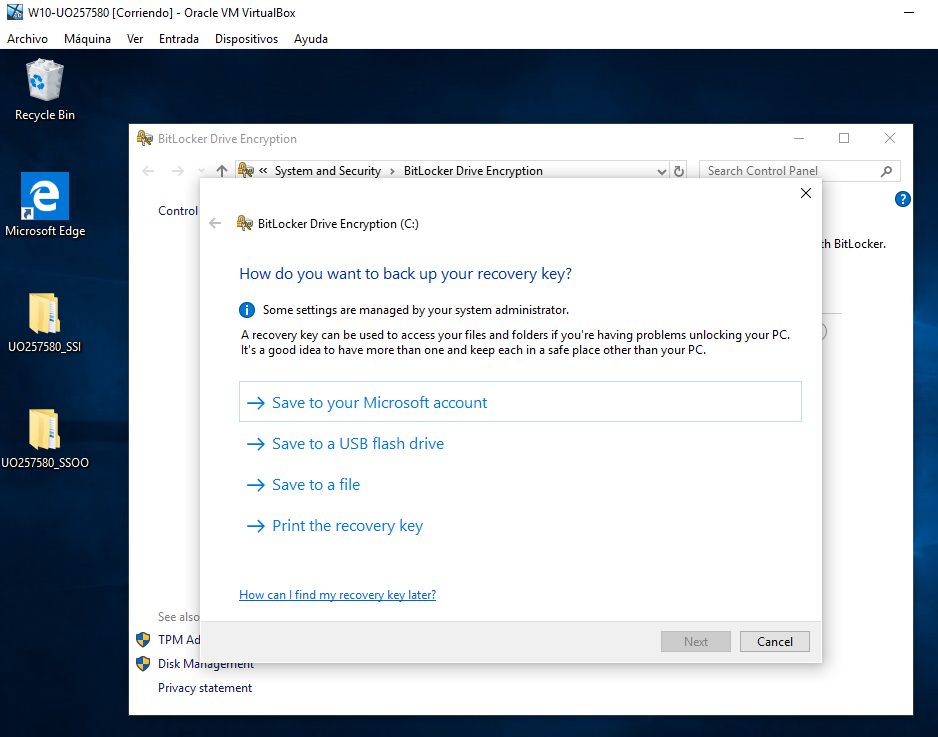 W10-UO257580 [Corriendo] - Oracle VM VirtualBox
Archivo Máquina Ver Entrada Dispositivos Ayuda
Recycle Bin
Microsoft Edge
UO257580_SSI
UO257580_SSOO
BitLocker Drive Encryption
« System and Security › BitLocker Drive Encryption
Search Control Panel
Control
th BitLocker.
BitLocker Drive Encryption (C:)
How do you want to back up your recovery key?
Some settings are managed by your system administrator.
A recovery key can be used to access your files and folders if you're having problems unlocking your PC.
It's a good idea to have more than one and keep each in a safe place other than your PC.
Save to your Microsoft account
Save to a USB flash drive
Save to a file
Print the recovery key
How can I find my recovery key later?
Next Cancel
See also
TPM Ad
Disk Management
Privacy statement